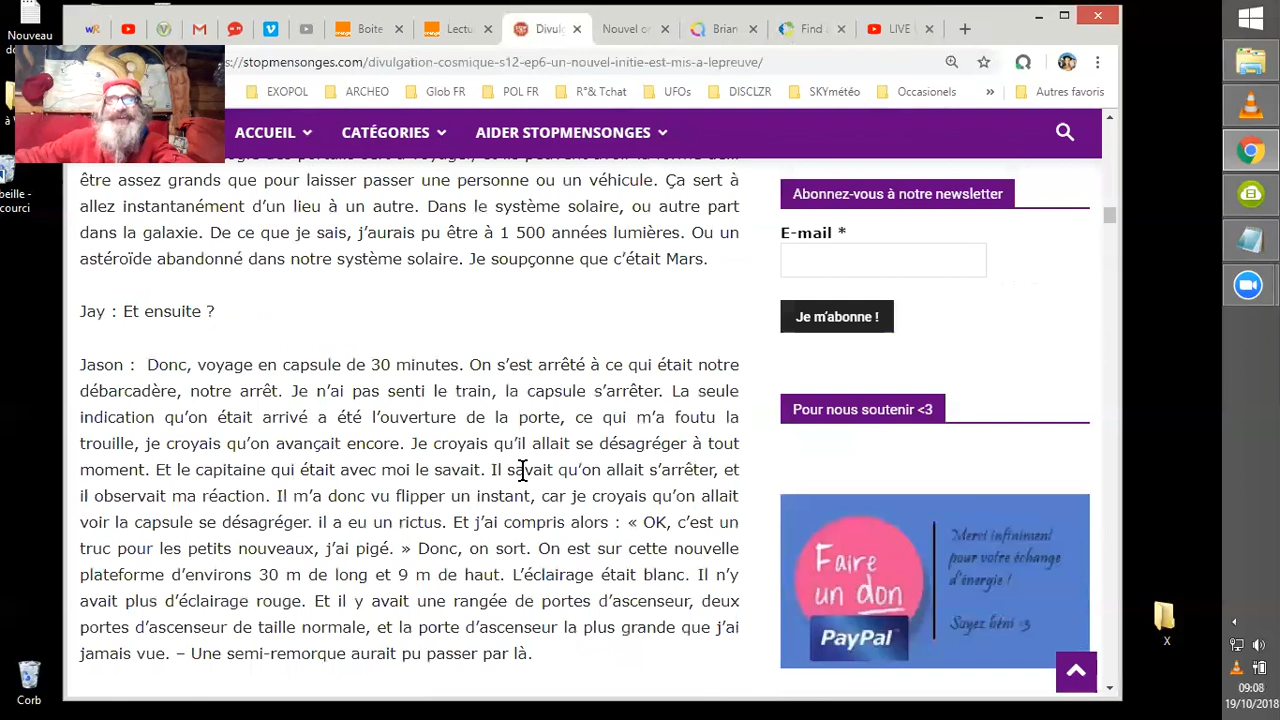 Nouveau
do
Boite
Lectu
Divulg
Nouvel or
Brian
Find a
LIVE
s://stopmensonges.com/divulgation-cosmique-s12-ep6-un-nouvel-initie-est-mis-a-lepreuve/
EXOPOL
ARCHEO
Glob FR
POL FR
R°& Tchat
UFOs
DISCLZR
SKYmétéo
Occasionels
»
Autres favoris
ACCUEIL
CATÉGORIES
AIDER STOPMENSONGES
être assez grands que pour laisser passer une personne ou un véhicule. Ça sert à
allez instantanément d'un lieu à un autre. Dans le système solaire, ou autre part
dans la galaxie. De ce que je sais, j'aurais pu être à 1 500 années lumières. Ou un
astéroïde abandonné dans notre système solaire. Je soupçonne que c'était Mars.
Jay : Et ensuite ?
Jason : Donc, voyage en capsule de 30 minutes. On s'est arrêté à ce qui était notre
débarcadère, notre arrêt. Je n'ai pas senti le train, la capsule s'arrêter. La seule
indication qu'on était arrivé a été l'ouverture de la porte, ce qui m'a foutu la
trouille, je croyais qu'on avançait encore. Je croyais qu'il allait se désagréger à tout
moment. Et le capitaine qui était avec moi le savait. Il savait qu'on allait s'arrêter, et
il observait ma réaction. Il m'a donc vu flipper un instant, car je croyais qu'on allait
voir la capsule se désagréger. il a eu un rictus. Et j'ai compris alors : « OK, c'est un
truc pour les petits nouveaux, j'ai pigé. » Donc, on sort. On est sur cette nouvelle
plateforme d'environs 30 m de long et 9 m de haut. L'éclairage était blanc. Il n'y
avait plus d'éclairage rouge. Et il y avait une rangée de portes d'ascenseur, deux
portes d'ascenseur de taille normale, et la porte d'ascenseur la plus grande que j'ai
jamais vue. – Une semi-remorque aurait pu passer par là.
Abonnez-vous à notre newsletter
E-mail *
Je m'abonne !
Pour nous soutenir <3
Faire
un don
PayPal
Merci infiniment
pour votre échange
d'énergie !
Soyez béni <3
beille -
courci
Corb
X
09:08
19/10/2018